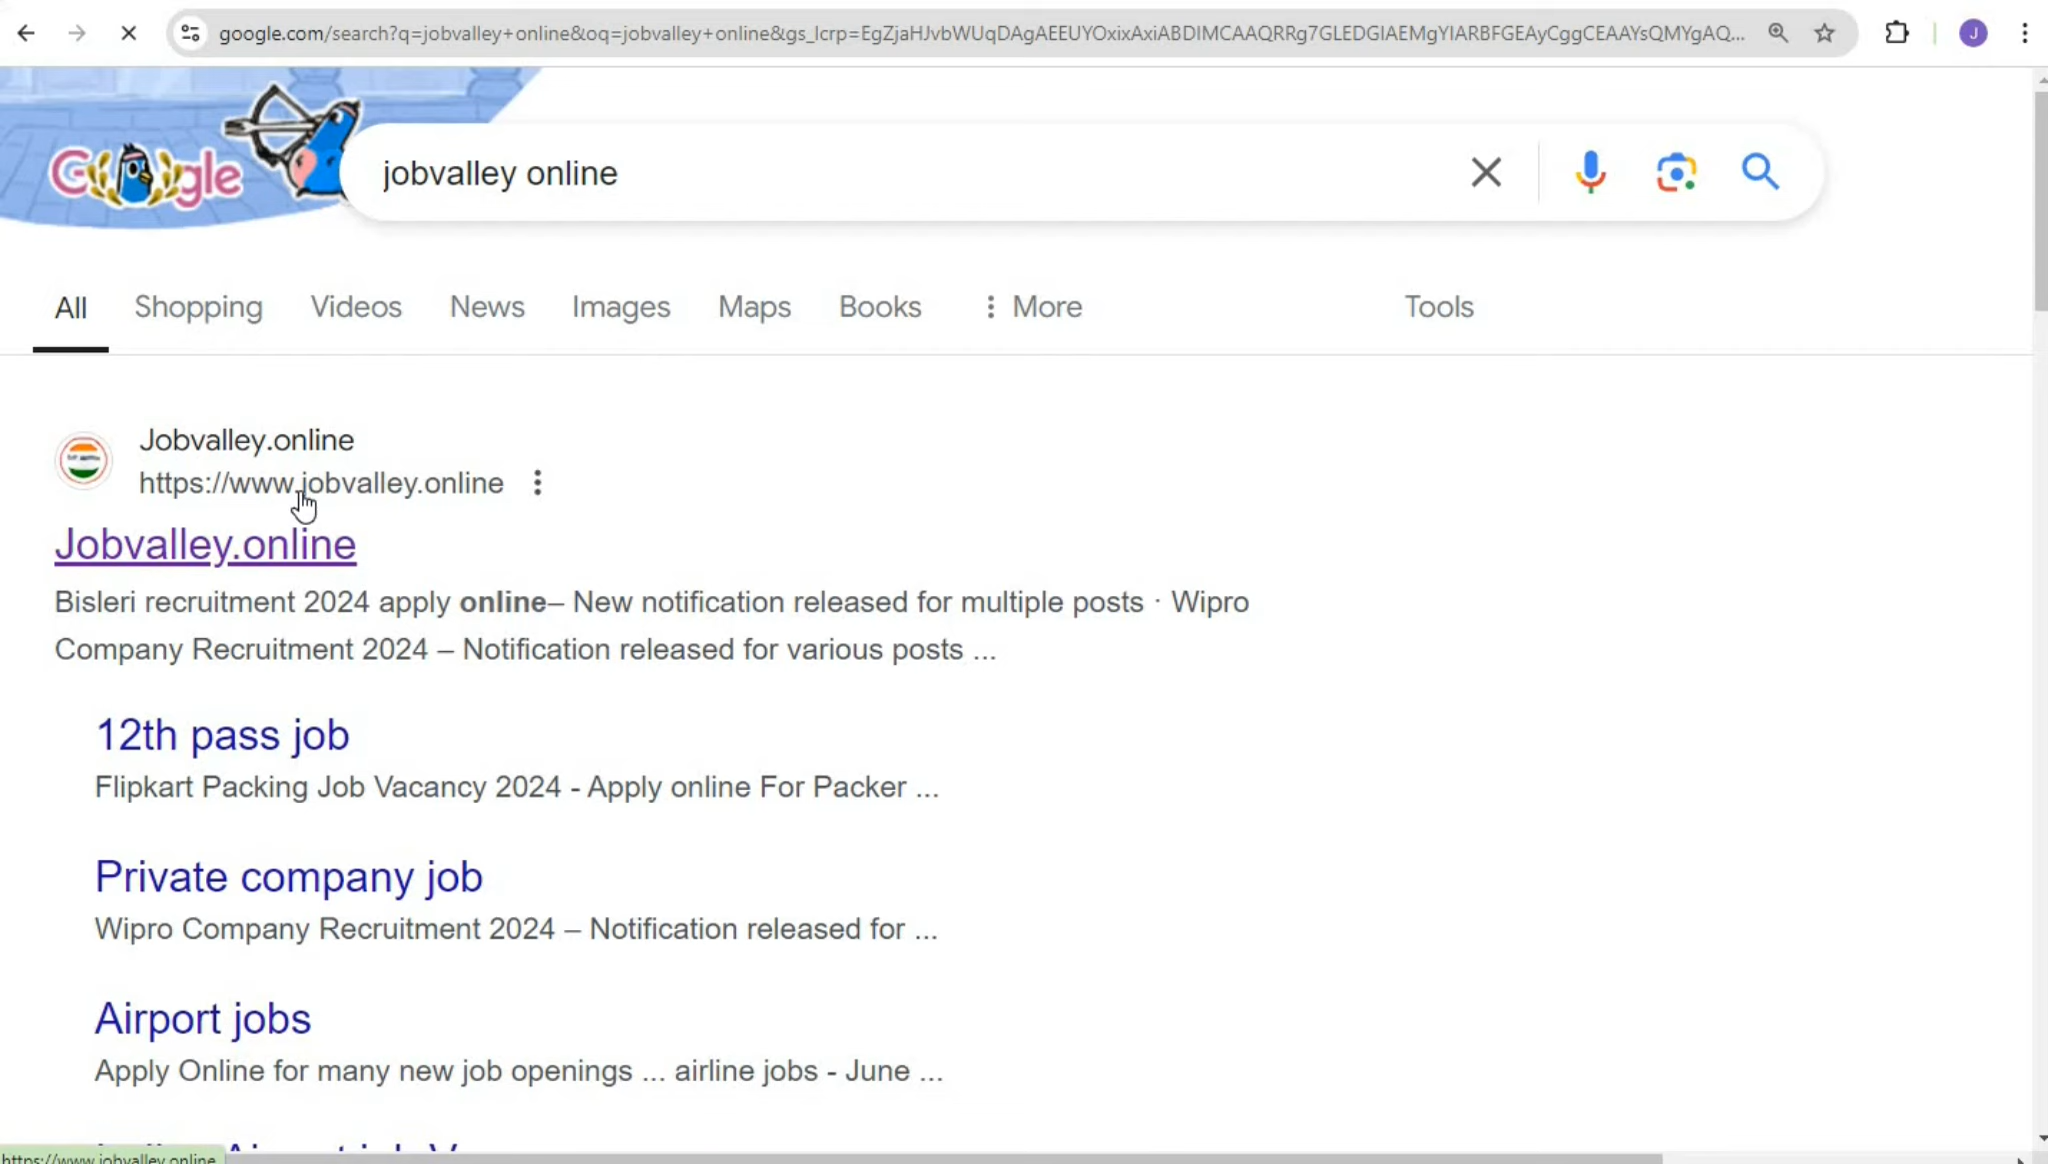 google.com/search?q=jobvalley+online&oq=jobvalley+online&gs_lcrp=EgZjaHJvbWUqDAgAEEUYOxixAxiABDIMCAAQRRg7GLEDGIAEMgYIARBFGEAyCggCEAAYsQMYgAQ...
J
Google
jobvalley online
All Shopping Videos News Images Maps Books More Tools
Jobvalley.online
https://www.jobvalley.online
Jobvalley.online
Bisleri recruitment 2024 apply online– New notification released for multiple posts · Wipro
Company Recruitment 2024 – Notification released for various posts ...
12th pass job
Flipkart Packing Job Vacancy 2024 - Apply online For Packer ...
Private company job
Wipro Company Recruitment 2024 – Notification released for ...
Airport jobs
Apply Online for many new job openings ... airline jobs - June ...
https://www.jobvalley.online